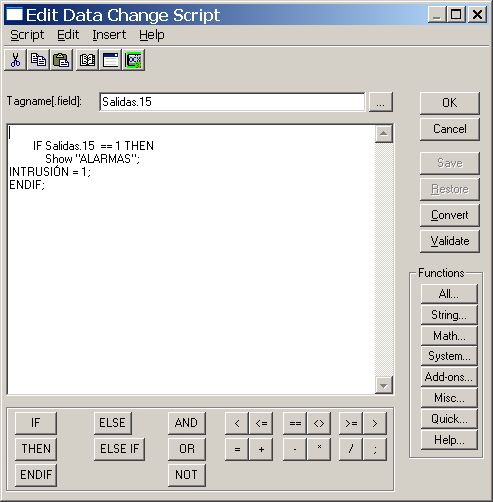 Edit Data Change Script
Script Edit Insert Help
Tagname[.field]: Salidas.15 ...
OK
Cancel
Save
Restore
Convert
Validate
IF Salidas.15 == 1 THEN
Show "ALARMAS";
INTRUSIÓN = 1;
ENDIF;
Functions
All...
String...
Math...
System...
Add-ons...
Misc...
Quick...
Help...
IF ELSE AND < <= == <> >= >
THEN ELSE IF OR = + - * / ;
ENDIF NOT